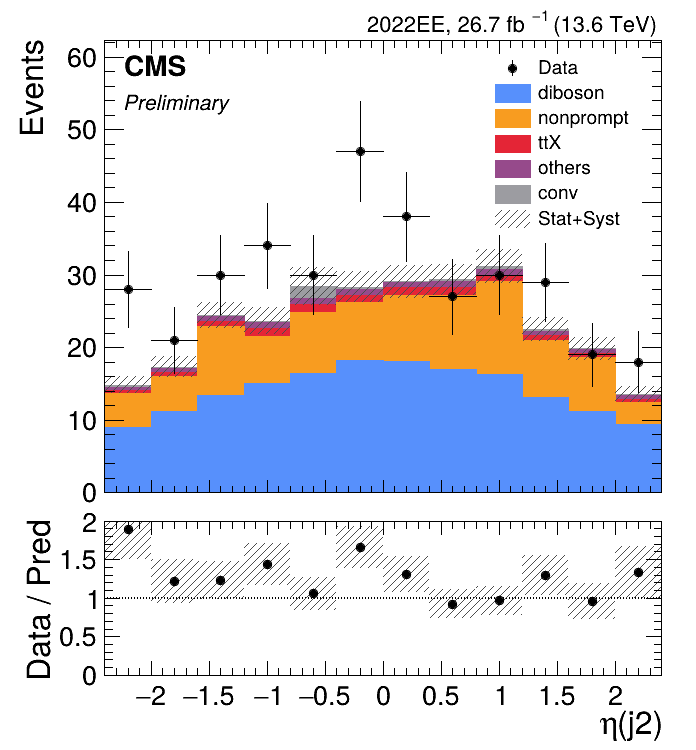 2022EE, 26.7 fb ⁻¹ (13.6 TeV)
Events
60
50
40
30
20
10
0
CMS
Preliminary
Data
diboson
nonprompt
ttX
others
conv
Stat+Syst
Data / Pred
2
1.5
1
0.5
0
−2 −1.5 −1 −0.5 0 0.5 1 1.5 2
η(j2)